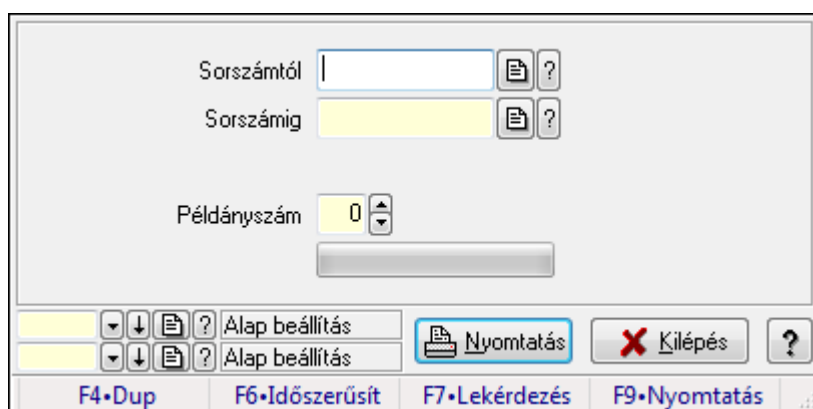 Sorszámtól ?
Sorszámig ?
Példányszám 0
? Alap beállítás
? Alap beállítás
Nyomtatás Kilépés ?
F4•Dup F6•Időszerűsít F7•Lekérdezés F9•Nyomtatás